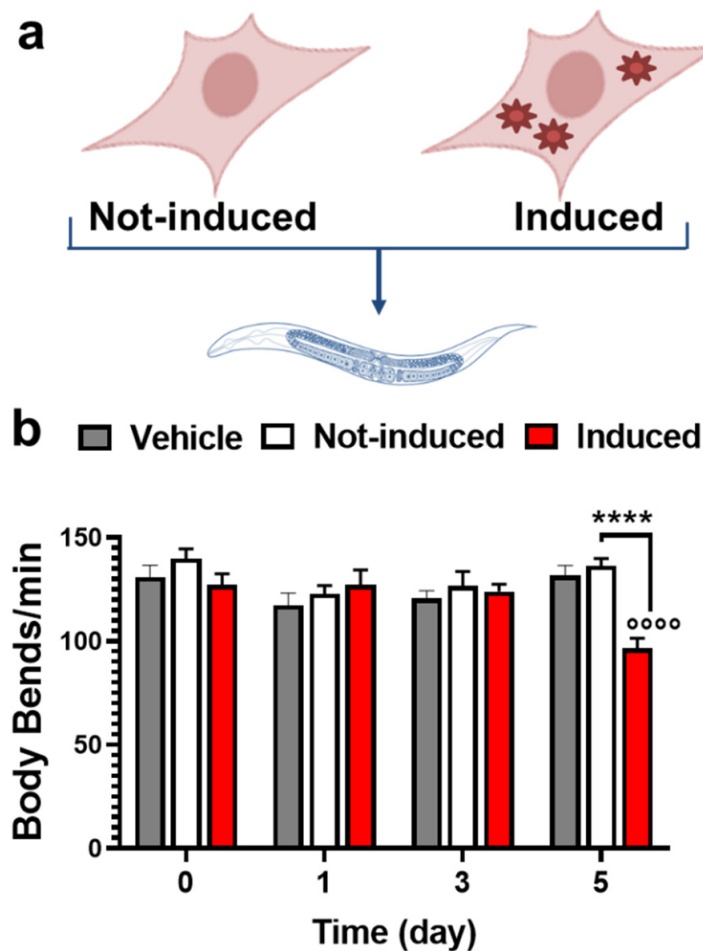 a
Not-induced Induced
b Vehicle Not-induced Induced
****
°°°°
150
100
50
0
Body Bends/min
0 1 3 5
Time (day)